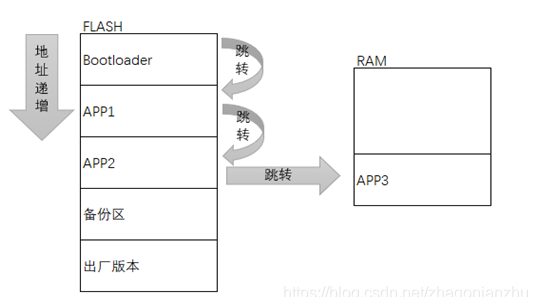 FLASH
地址递增
Bootloader
跳转
RAM
APP1
跳转
APP2
跳转
APP3
备份区
出厂版本
https://blog.csdn.net/zhaonianzhu